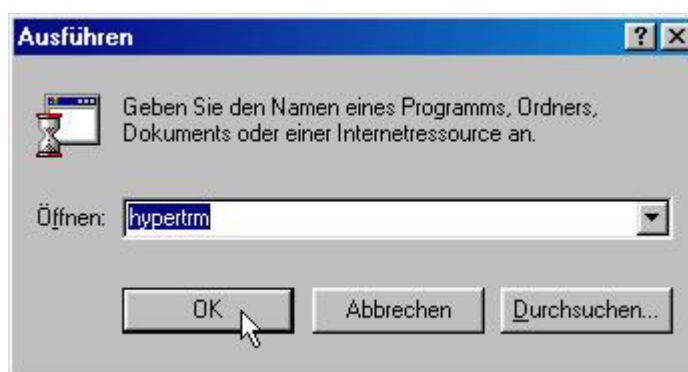 Ausführen
Geben Sie den Namen eines Programms, Ordners,
Dokuments oder einer Internetressource an.
Öffnen: hypertrm
OK Abbrechen Durchsuchen...